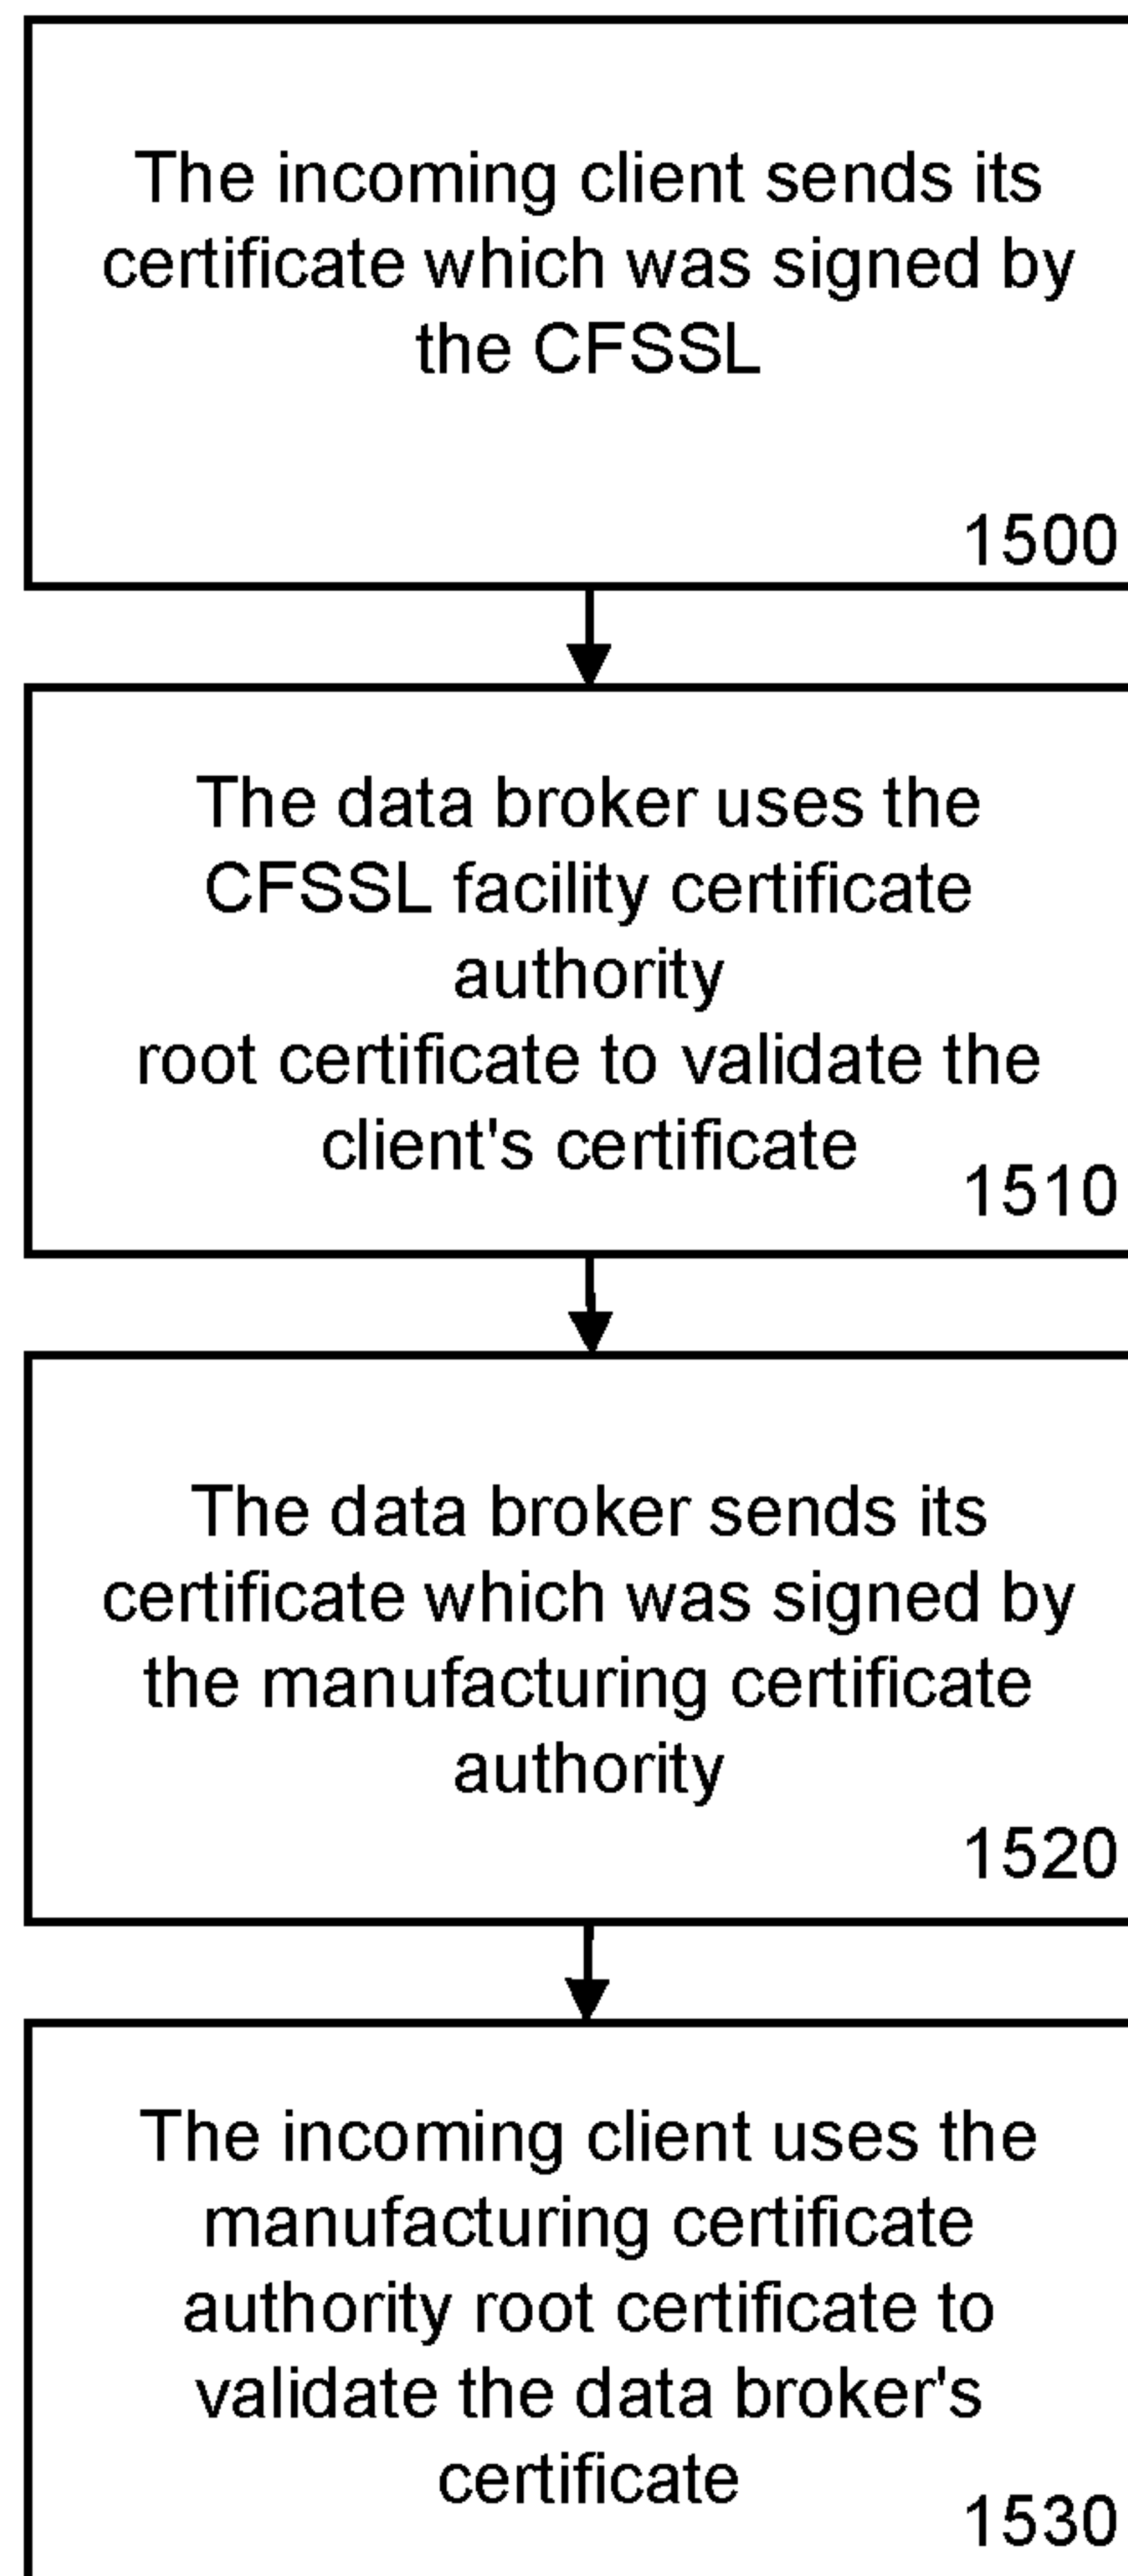 The incoming client sends its
certificate which was signed by
the CFSSL
1500
The data broker uses the
CFSSL facility certificate
authority
root certificate to validate the
client's certificate
1510
The data broker sends its
certificate which was signed by
the manufacturing certificate
authority
1520
The incoming client uses the
manufacturing certificate
authority root certificate to
validate the data broker's
certificate
1530